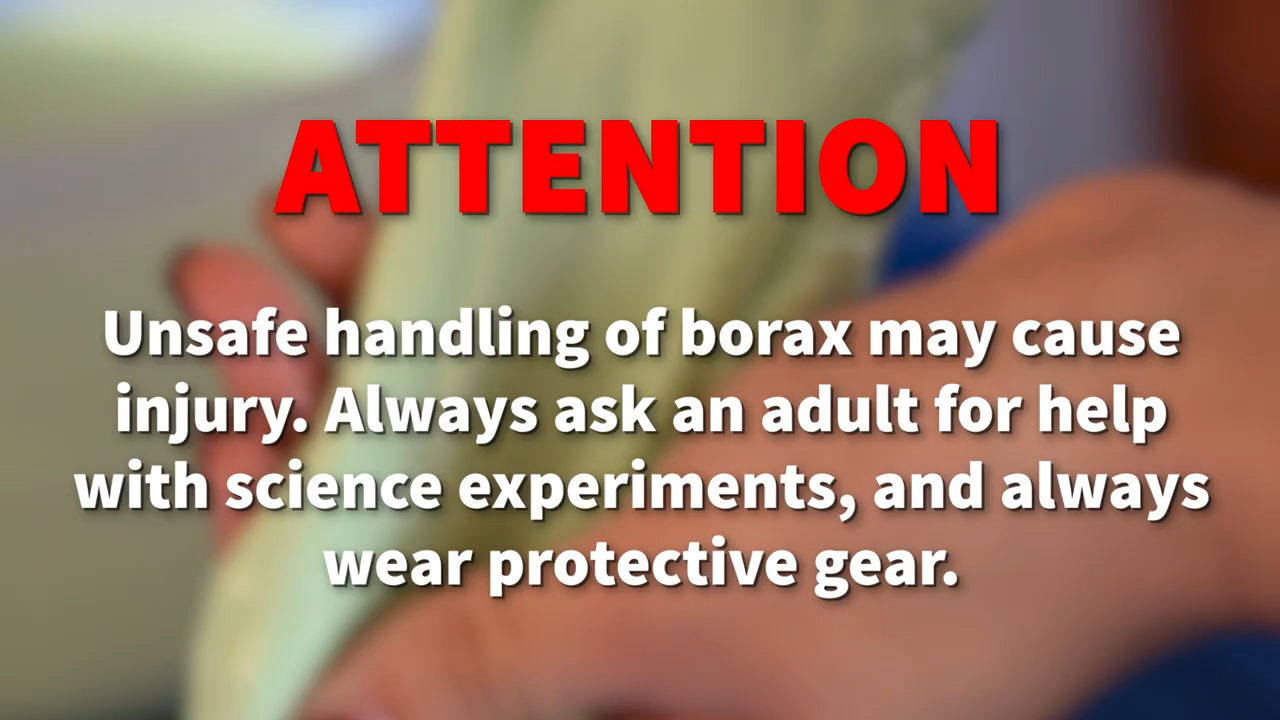 ATTENTION
Unsafe handling of borax may cause
injury. Always ask an adult for help
with science experiments, and always
wear protective gear.